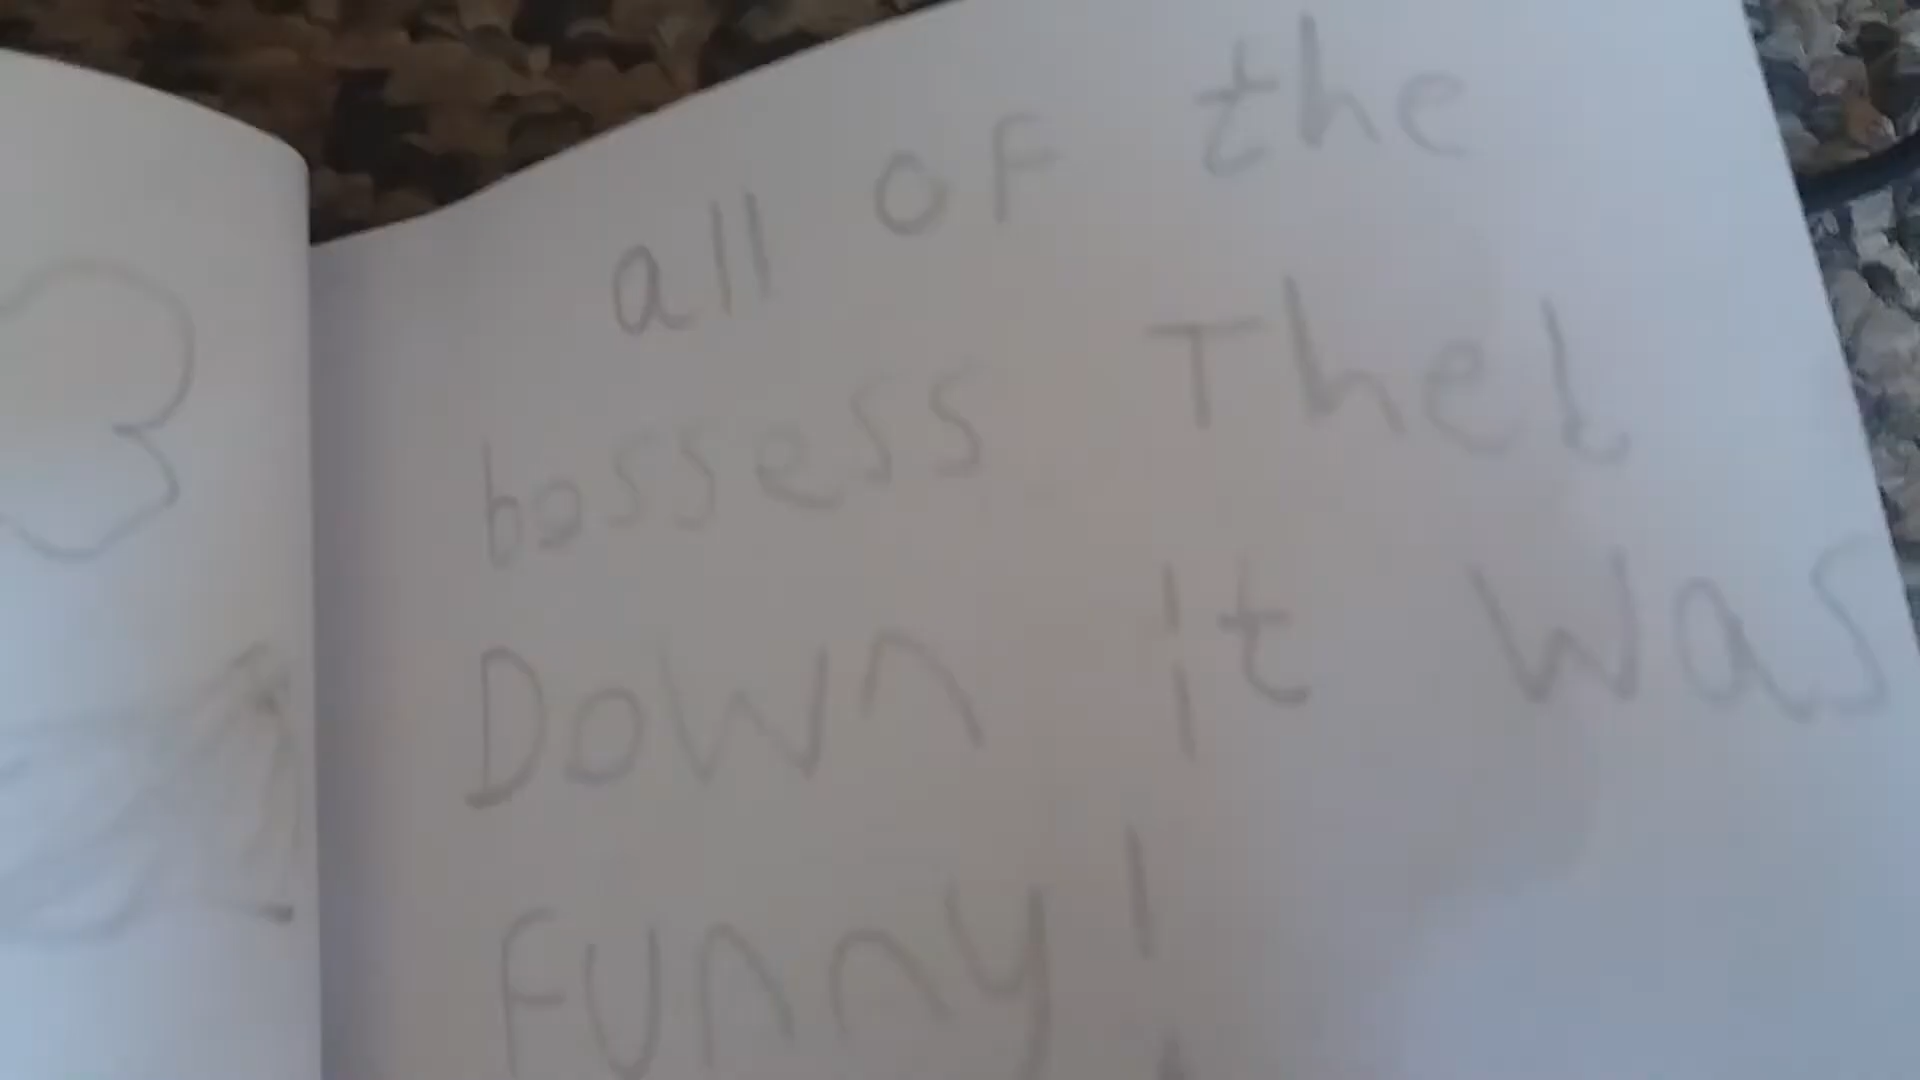 all of the
bossess Thel
Down it was
Funny!